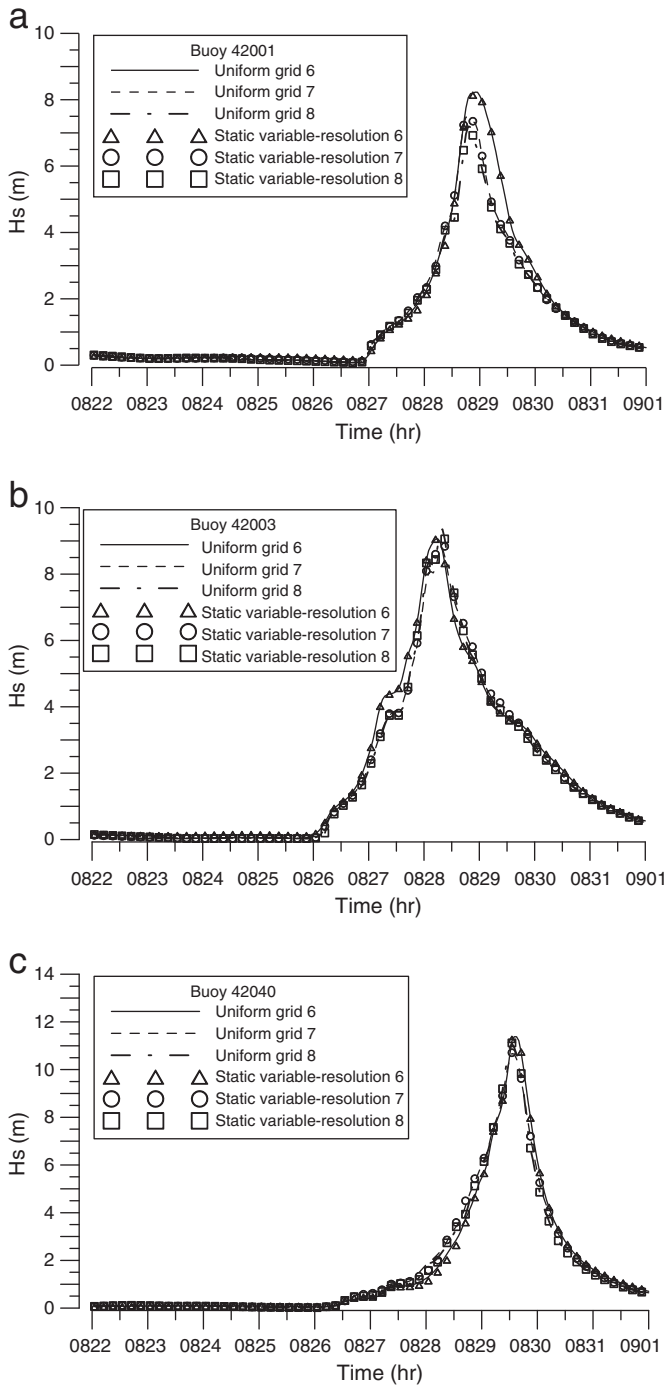 a
10
8
6
4
2
0
Hs (m)
Buoy 42001
Uniform grid 6
Uniform grid 7
Uniform grid 8
Static variable-resolution 6
Static variable-resolution 7
Static variable-resolution 8
0822 0823 0824 0825 0826 0827 0828 0829 0830 0831 0901
Time (hr)
b
10
8
6
4
2
0
Hs (m)
Buoy 42003
Uniform grid 6
Uniform grid 7
Uniform grid 8
Static variable-resolution 6
Static variable-resolution 7
Static variable-resolution 8
0822 0823 0824 0825 0826 0827 0828 0829 0830 0831 0901
Time (hr)
c
14
12
10
8
6
4
2
0
Hs (m)
Buoy 42040
Uniform grid 6
Uniform grid 7
Uniform grid 8
Static variable-resolution 6
Static variable-resolution 7
Static variable-resolution 8
0822 0823 0824 0825 0826 0827 0828 0829 0830 0831 0901
Time (hr)